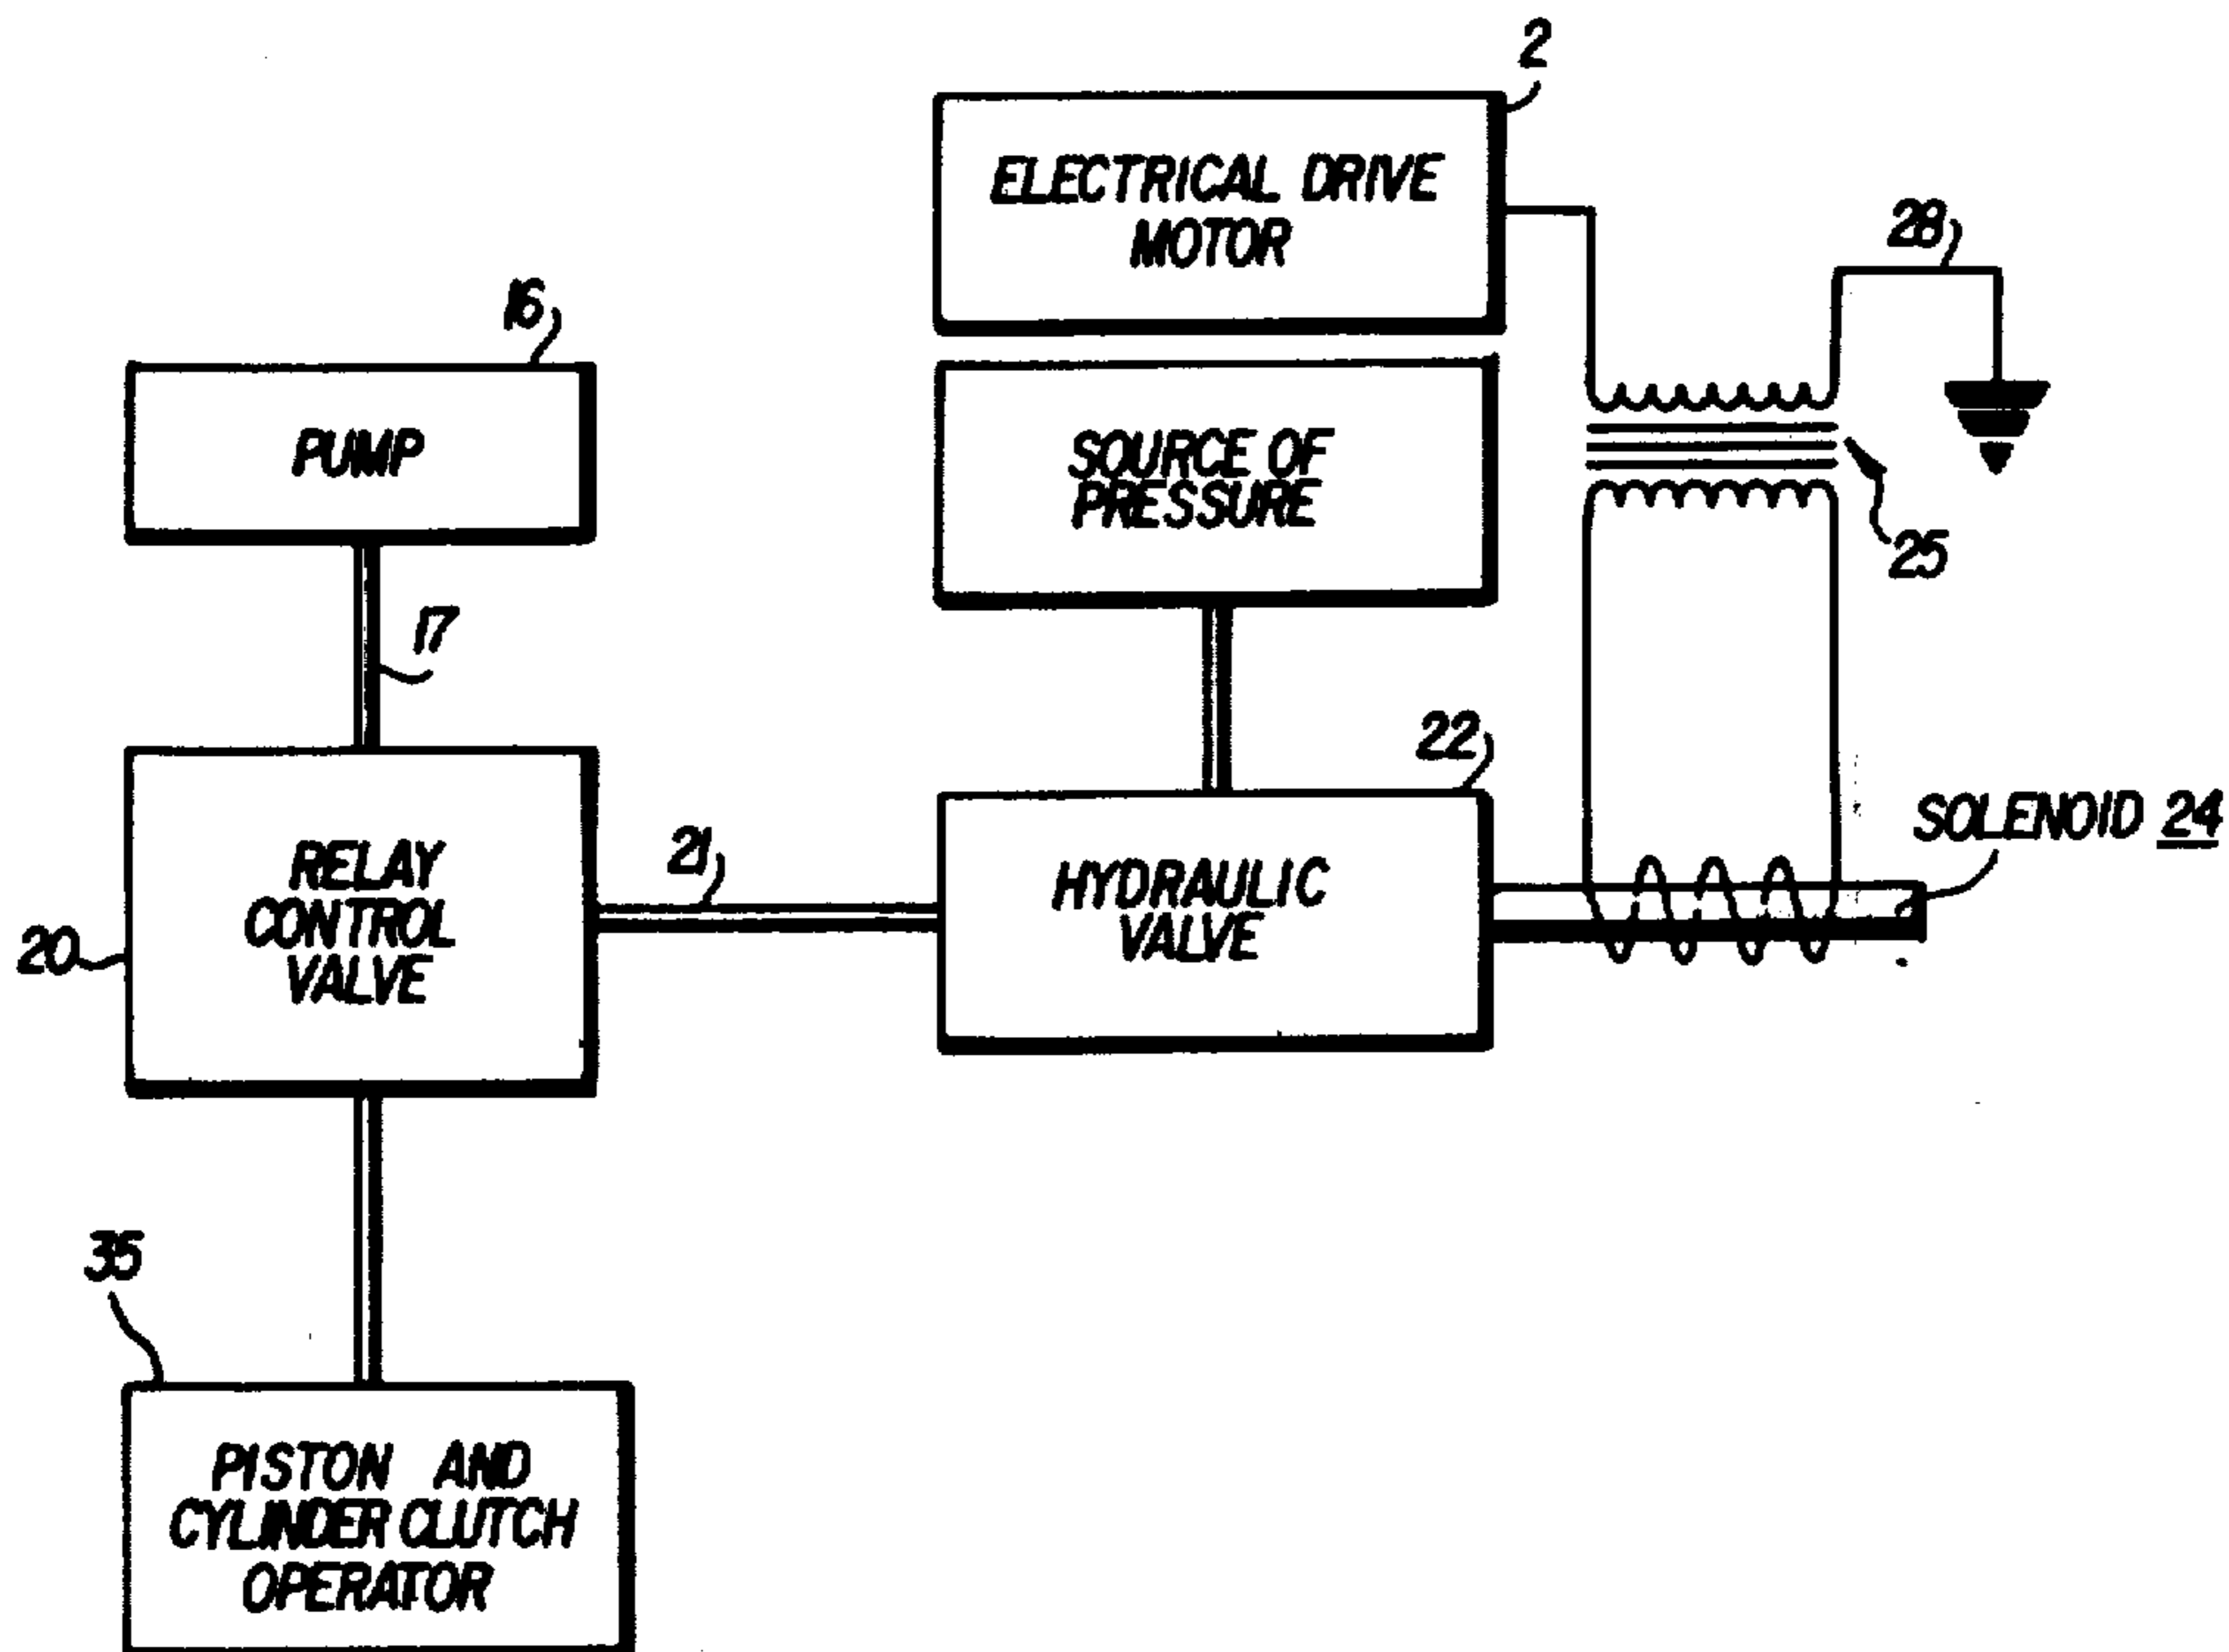 2
ELECTRICAL DRIVE
MOTOR
28
16
PUMP
SOURCE OF
PRESSURE
25
17
22
SOLENOID 24
RELAY
CONTROL
VALVE
21
HYDRAULIC
VALVE
20
35
PISTON AND
CYLINDER CLUTCH
OPERATOR